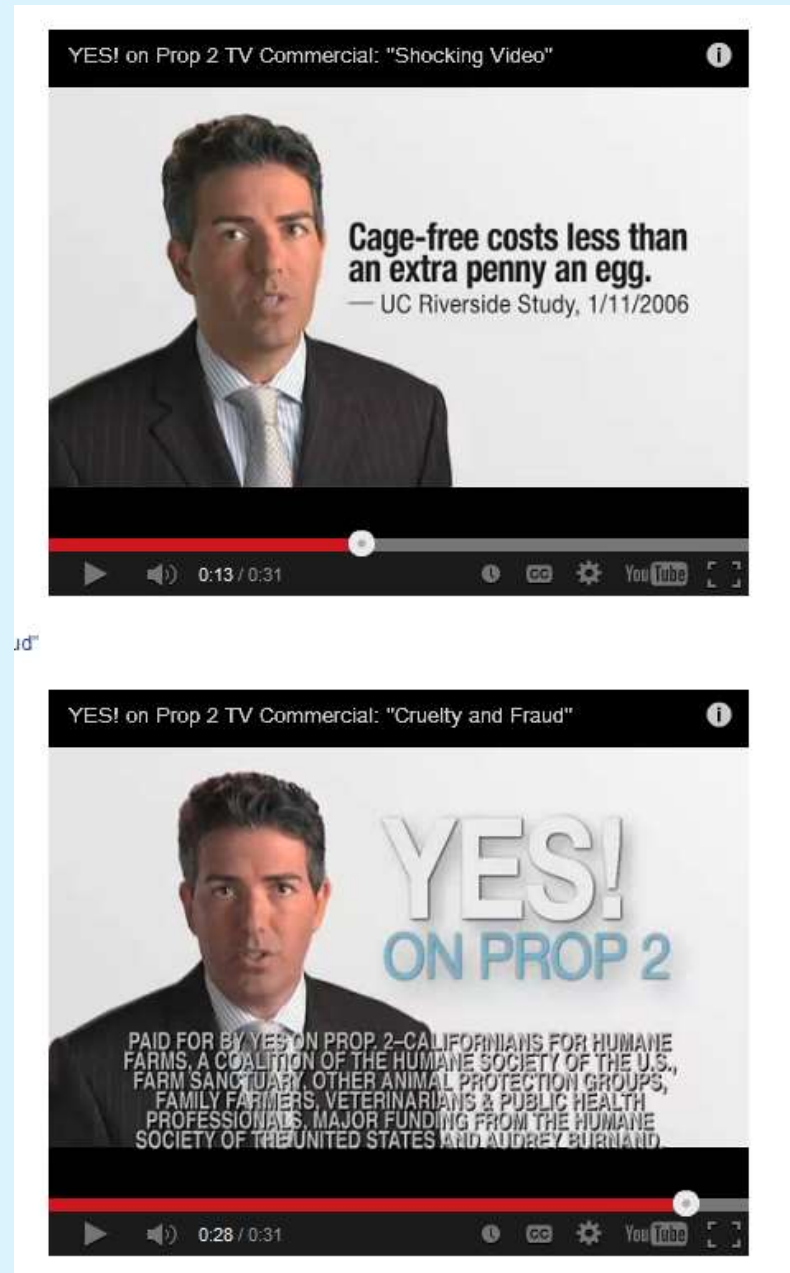 YES! on Prop 2 TV Commercial: "Shocking Video"
Cage-free costs less than
an extra penny an egg.
— UC Riverside Study, 1/11/2006
0:13 / 0:31
CC
YouTube
ud"
YES! on Prop 2 TV Commercial: "Cruelty and Fraud"
YES!
ON PROP 2
PAID FOR BY YES ON PROP. 2–CALIFORNIANS FOR HUMANE
FARMS, A COALITION OF THE HUMANE SOCIETY OF THE U.S.,
FARM SANCTUARY, OTHER ANIMAL PROTECTION GROUPS,
FAMILY FARMERS, VETERINARIANS & PUBLIC HEALTH
PROFESSIONALS, MAJOR FUNDING FROM THE HUMANE
SOCIETY OF THE UNITED STATES AND AUDREY BURNAND.
0:28 / 0:31
CC
YouTube